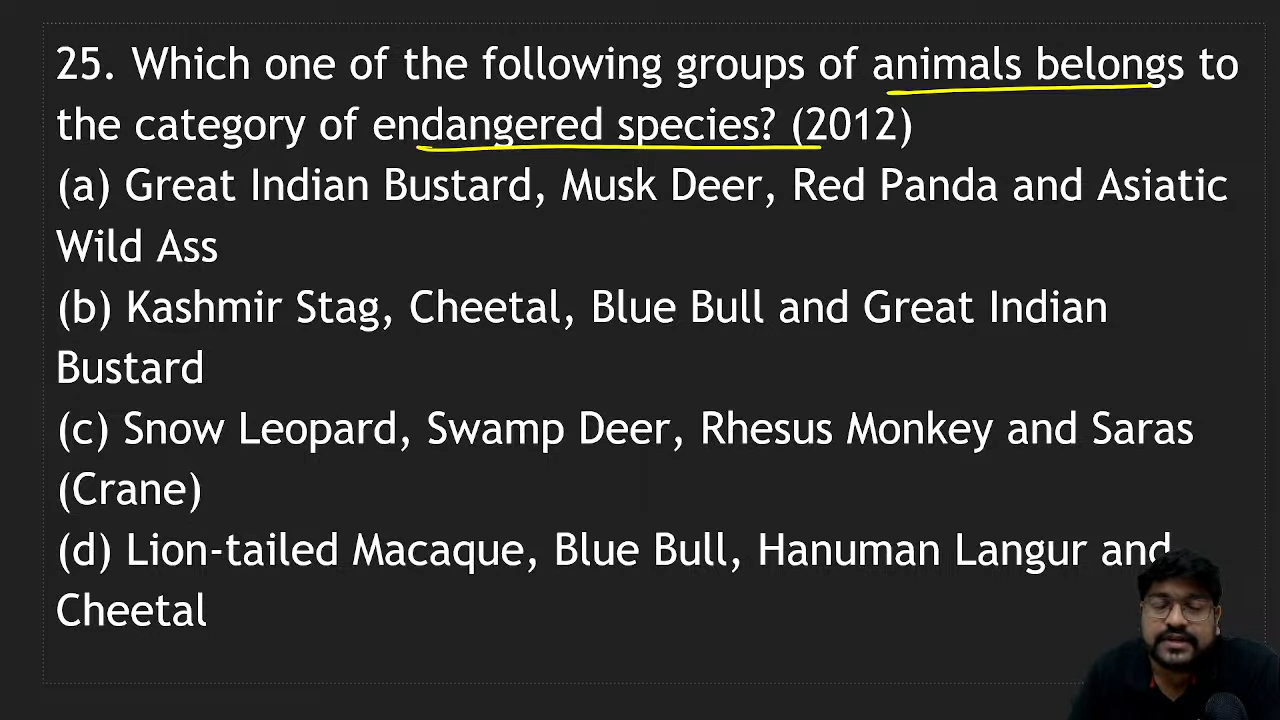 25. Which one of the following groups of animals belongs to
the category of endangered species? (2012)
(a) Great Indian Bustard, Musk Deer, Red Panda and Asiatic
Wild Ass
(b) Kashmir Stag, Cheetal, Blue Bull and Great Indian
Bustard
(c) Snow Leopard, Swamp Deer, Rhesus Monkey and Saras
(Crane)
(d) Lion-tailed Macaque, Blue Bull, Hanuman Langur and
Cheetal